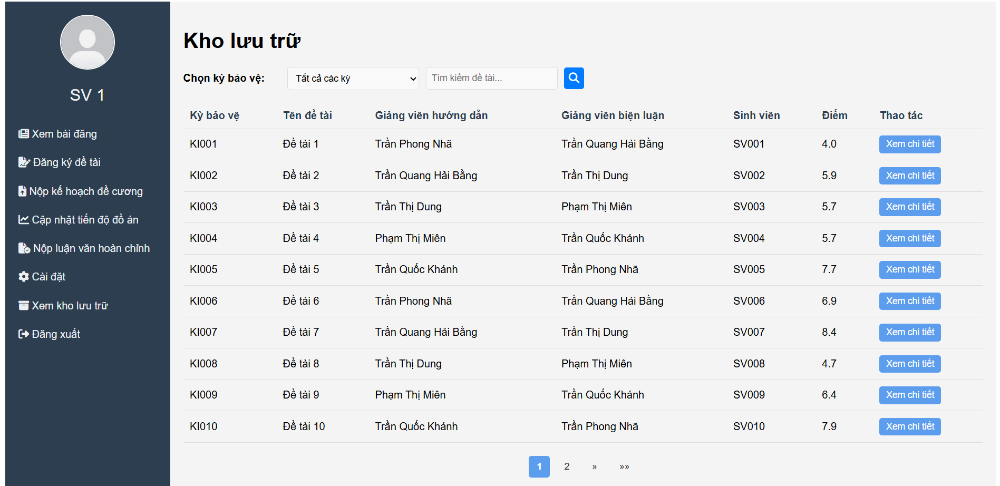 SV 1
Xem bài đăng
Đăng ký đề tài
Nộp kế hoạch đề cương
Cập nhật tiến độ đồ án
Nộp luận văn hoàn chỉnh
Cài đặt
Xem kho lưu trữ
Đăng xuất
Kho lưu trữ
Chọn kỳ bảo vệ: Tất cả các kỳ Tìm kiếm đề tài...
Kỳ bảo vệ Tên đề tài Giảng viên hướng dẫn Giảng viên biện luận Sinh viên Điểm Thao tác
KI001 Đề tài 1 Trần Phong Nhã Trần Quang Hải Bằng SV001 4.0 Xem chi tiết
KI002 Đề tài 2 Trần Quang Hải Bằng Trần Thị Dung SV002 5.9 Xem chi tiết
KI003 Đề tài 3 Trần Thị Dung Phạm Thị Miên SV003 5.7 Xem chi tiết
KI004 Đề tài 4 Phạm Thị Miên Trần Quốc Khánh SV004 5.7 Xem chi tiết
KI005 Đề tài 5 Trần Quốc Khánh Trần Phong Nhã SV005 7.7 Xem chi tiết
KI006 Đề tài 6 Trần Phong Nhã Trần Quang Hải Bằng SV006 6.9 Xem chi tiết
KI007 Đề tài 7 Trần Quang Hải Bằng Trần Thị Dung SV007 8.4 Xem chi tiết
KI008 Đề tài 8 Trần Thị Dung Phạm Thị Miên SV008 4.7 Xem chi tiết
KI009 Đề tài 9 Phạm Thị Miên Trần Quốc Khánh SV009 6.4 Xem chi tiết
KI010 Đề tài 10 Trần Quốc Khánh Trần Phong Nhã SV010 7.9 Xem chi tiết
1 2 » »»